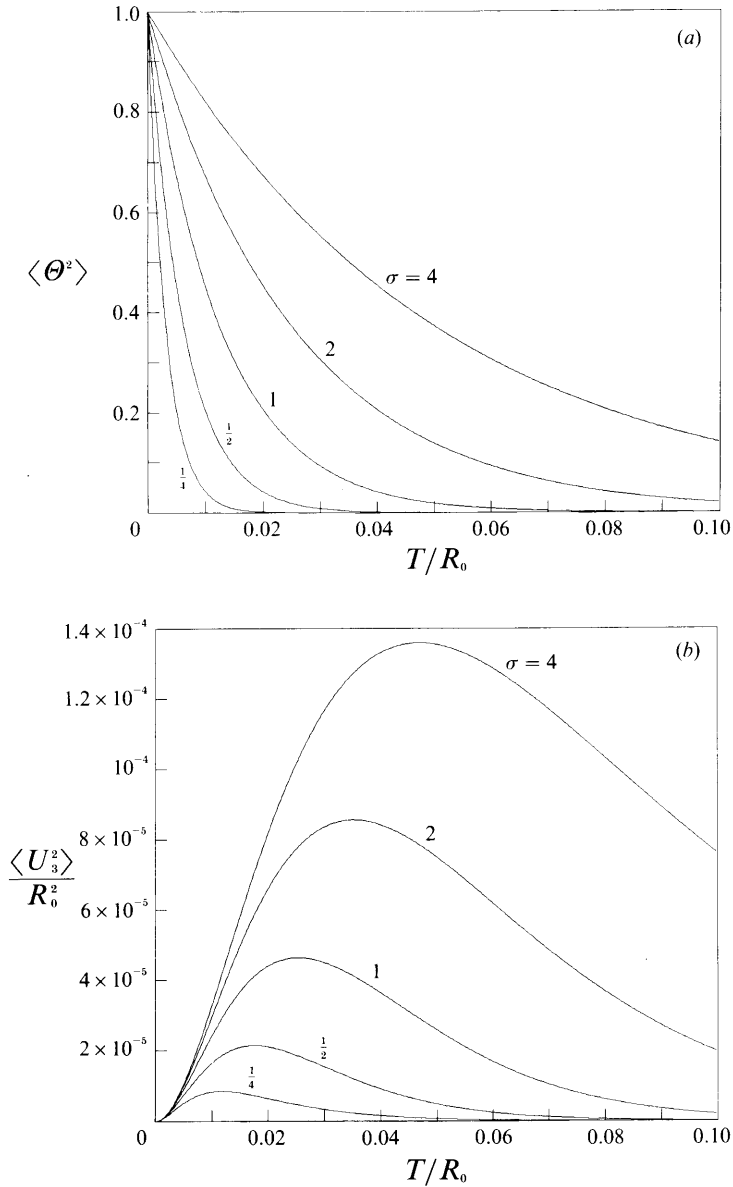 (a)
1.0
0.8
0.6
0.4
0.2
0
⟨Θ²⟩
σ = 4
2
1
1/2
1/4
0.02
0.04
0.06
0.08
0.10
T/R₀
(b)
1.4 × 10⁻⁴
1.2 × 10⁻⁴
10⁻⁴
8 × 10⁻⁵
6 × 10⁻⁵
4 × 10⁻⁵
2 × 10⁻⁵
⟨U₃²⟩
R₀²
σ = 4
2
1
1/2
1/4
0
0.02
0.04
0.06
0.08
0.10
T/R₀